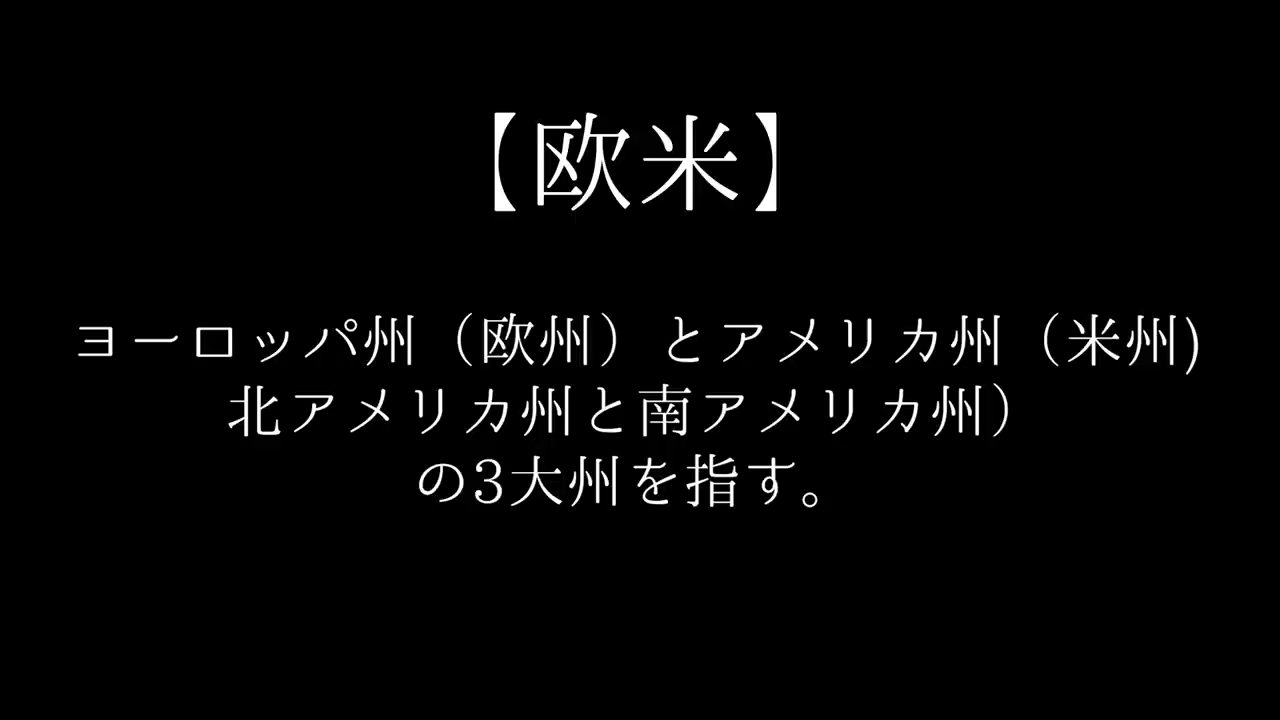 【欧米】
ヨーロッパ州（欧州）とアメリカ州（米州)
北アメリカ州と南アメリカ州）
の3大州を指す。